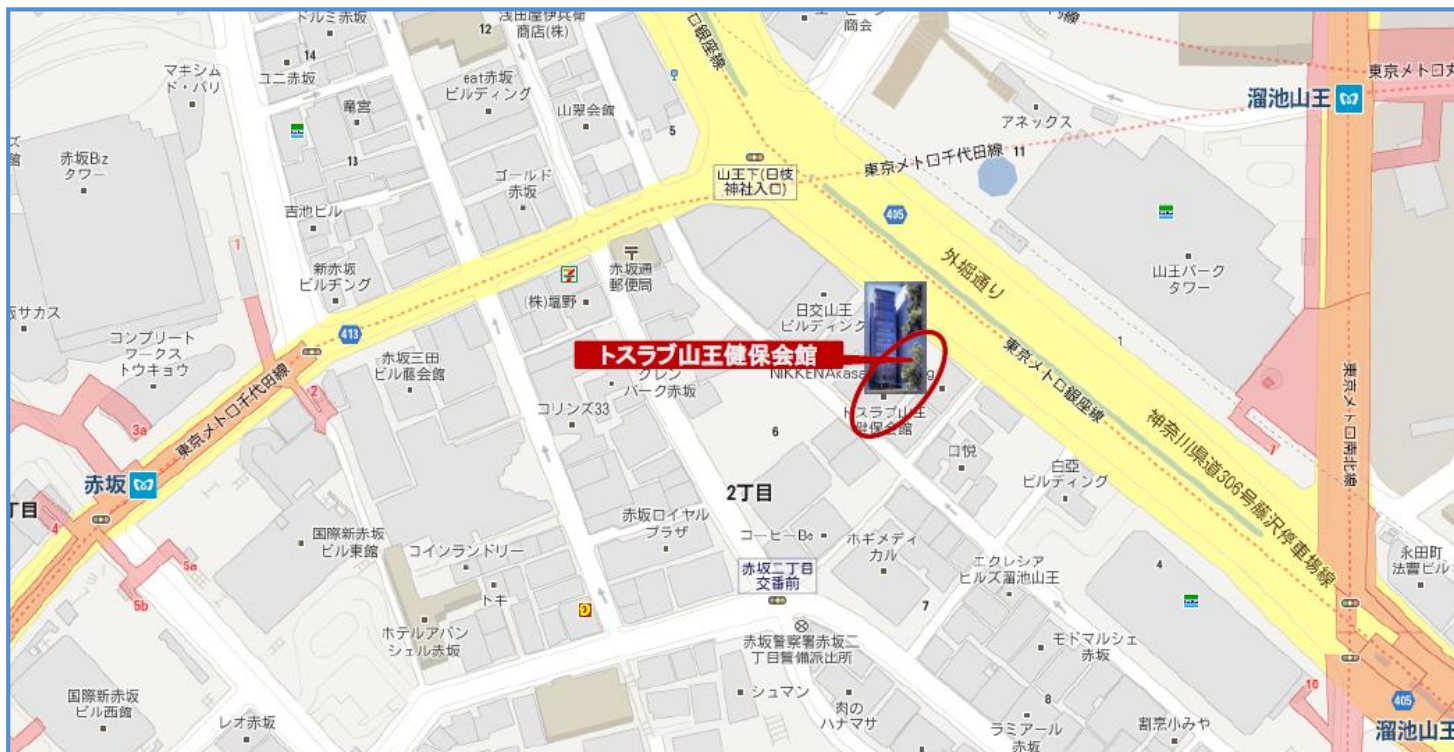 ドルミ赤坂
浅田屋伊兵衛
商店(株)
12
商会
マキシム
ド・パリ
14
コニ赤坂
eat赤坂
ビルディング
竜宮
山翠会館
5
13
赤坂Biz
タワー
ゴールド
赤坂
吉池ビル
新赤坂
ビルヂング
1
山王下(日枝
神社入口)
東京メトロ千代田線
11
アネックス
溜池山王
405
外堀通り
山王パーク
タワー
〒
赤坂通
郵便局
(株)塩野
413
コンプリート
ワークス
トウキョウ
赤坂三田
ビル藤会館
日交山王
ビルディング
トスラブ山王健保会館
グレン
パーク赤坂
トスラブ山王
健保会館
コリンズ33
東京メトロ銀座線
1
神奈川県道306号藤沢停車場線
東京メトロ南北線
7
2
3a
東京メトロ千代田線
赤坂
4
5a
5b
6
2丁目
口悦
白亞
ビルディング
国際新赤坂
ビル東館
コインランドリー
トキ
赤坂ロイヤル
プラザ
ホギメディ
カル
赤坂二丁目
交番前
エクレシア
ヒルズ溜池山王
4
7
永田町
法曹ビル
ホテルアバン
シェル赤坂
赤坂警察署赤坂二
丁目警備派出所
モドマルシェ
赤坂
シュマン
肉の
ハナマサ
8
ラミアール
赤坂
割烹小みや
10
405
溜池山王
国際新赤坂
ビル西館
レオ赤坂